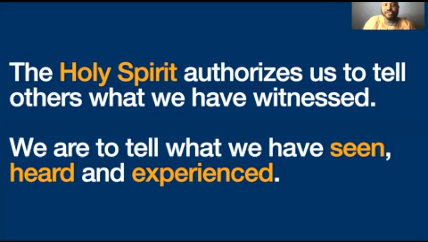 The Holy Spirit authorizes us to tell
others what we have witnessed.
We are to tell what we have seen,
heard and experienced.